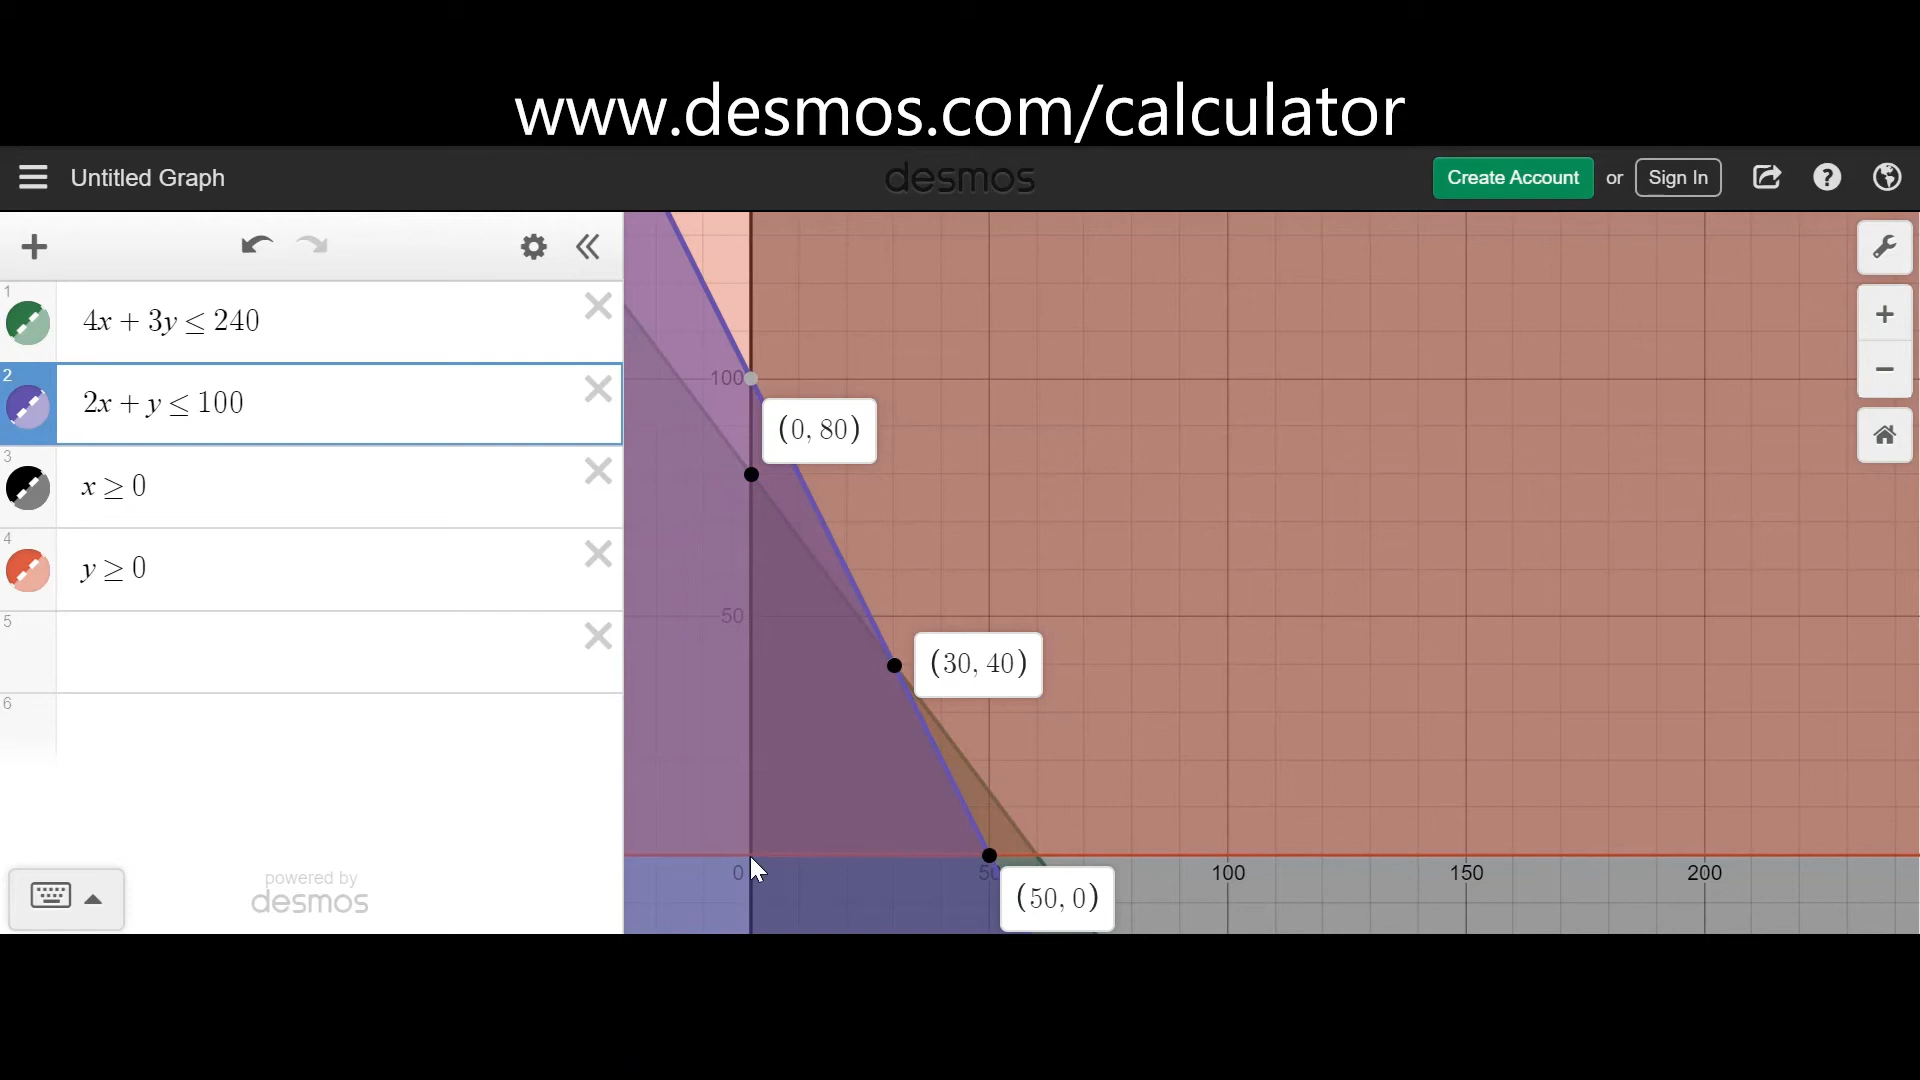 www.desmos.com/calculator
Untitled Graph
desmos
Create Account or Sign In
1
4x + 3y ≤ 240
2
2x + y ≤ 100
3
x ≥ 0
4
y ≥ 0
5
6
powered by
desmos
100
(0, 80)
50
(30, 40)
0 50 100 150 200
(50, 0)